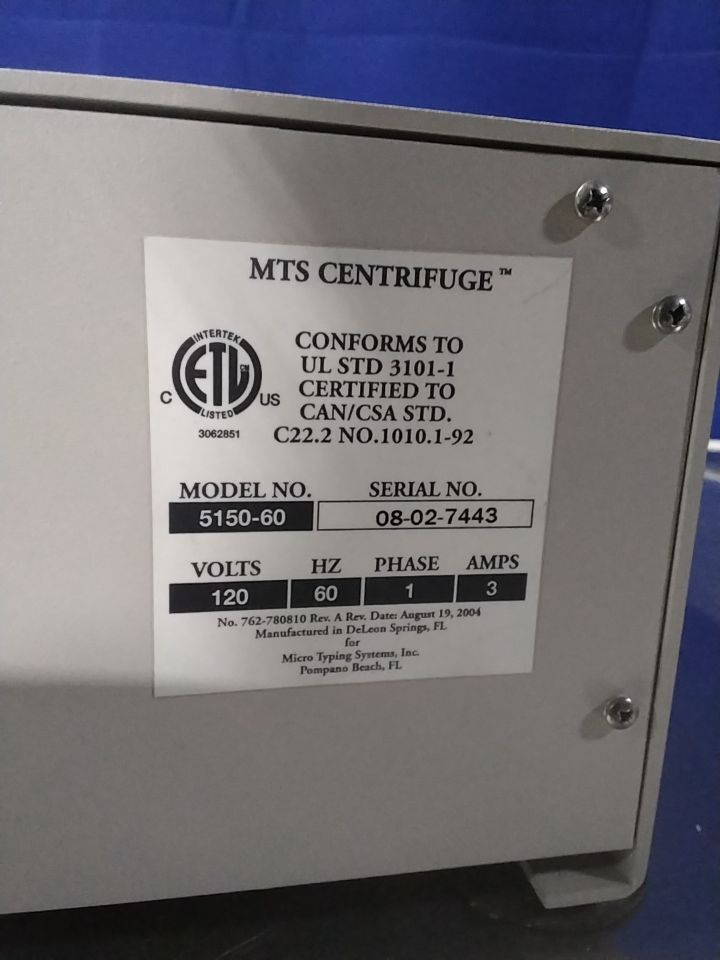 MTS CENTRIFUGE™
INTERTEK
ETL CM
C US
LISTED
3062851
CONFORMS TO
UL STD 3101-1
CERTIFIED TO
CAN/CSA STD.
C22.2 NO.1010.1-92
MODEL NO. SERIAL NO.
5150-60 08-02-7443
VOLTS HZ PHASE AMPS
120 60 1 3
No. 762-780810 Rev. A Rev. Date: August 19, 2004
Manufactured in DeLeon Springs, FL
for
Micro Typing Systems, Inc.
Pompano Beach, FL